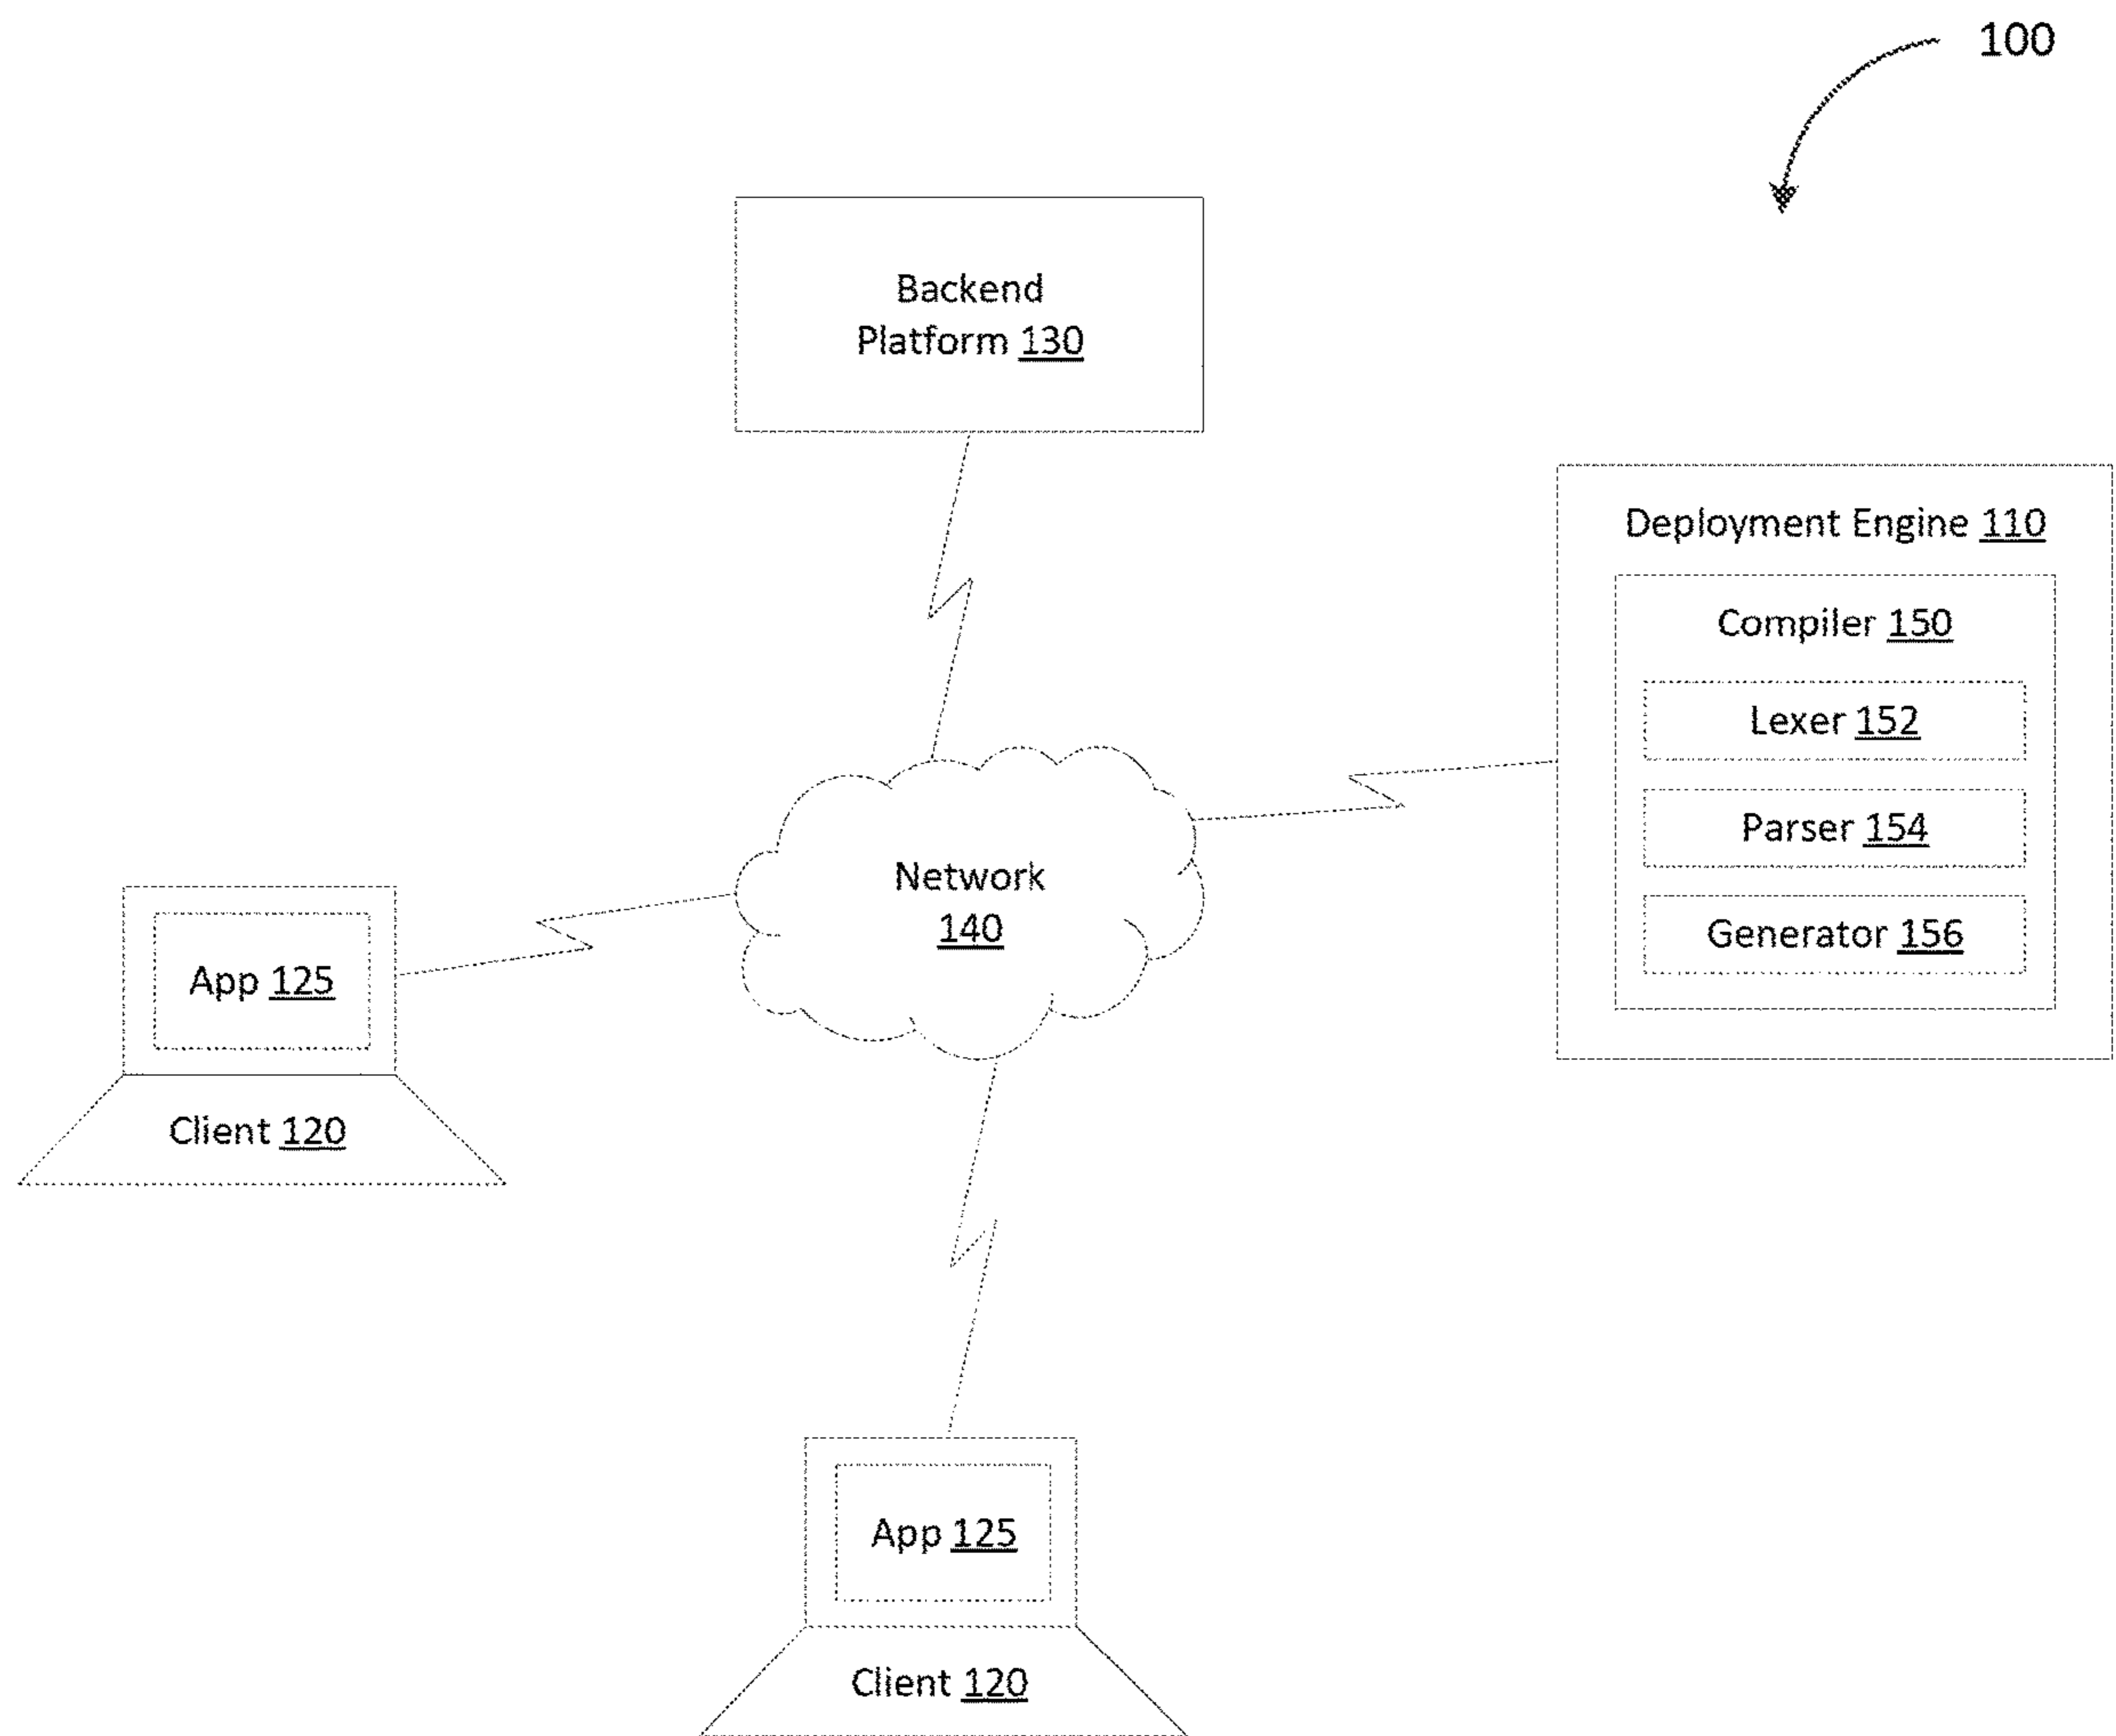 100
Backend
Platform 130
Deployment Engine 110
Compiler 150
Lexer 152
Parser 154
Generator 156
Network
140
App 125
Client 120
App 125
Client 120